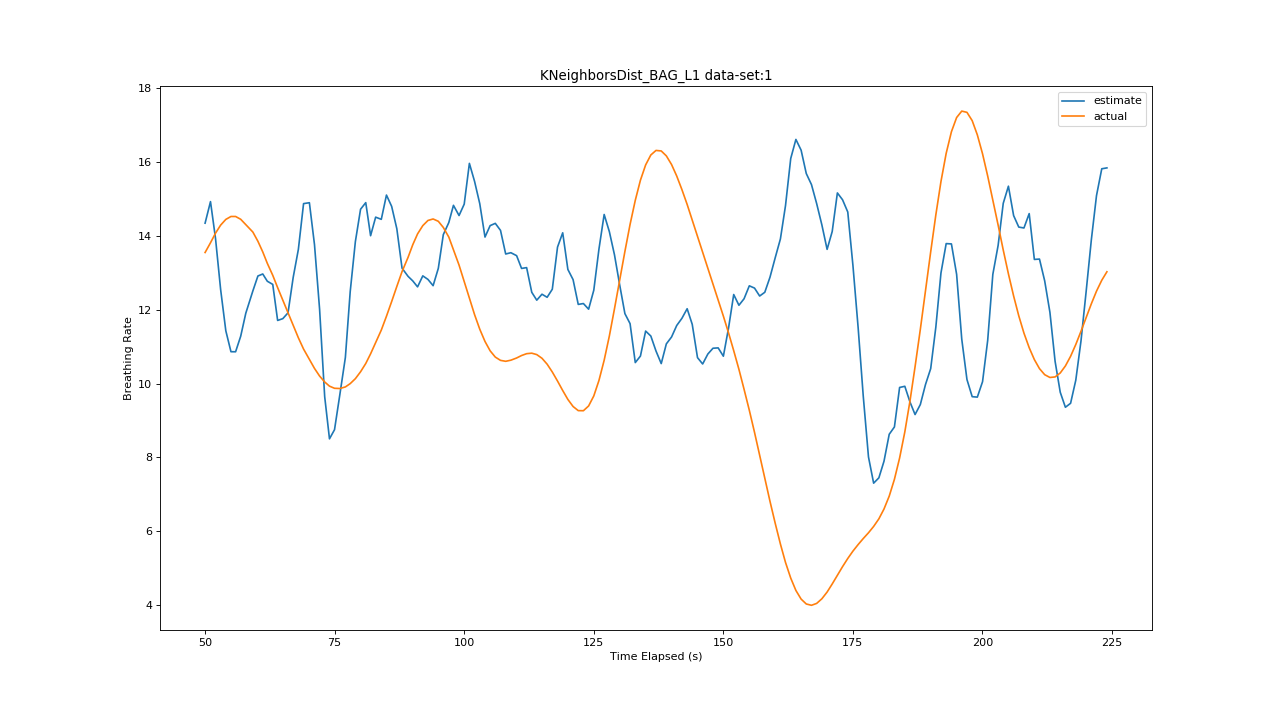 KNeighborsDist_BAG_L1 data-set:1
estimate
actual
Breathing Rate
18
16
14
12
10
8
6
4
50 75 100 125 150 175 200 225
Time Elapsed (s)